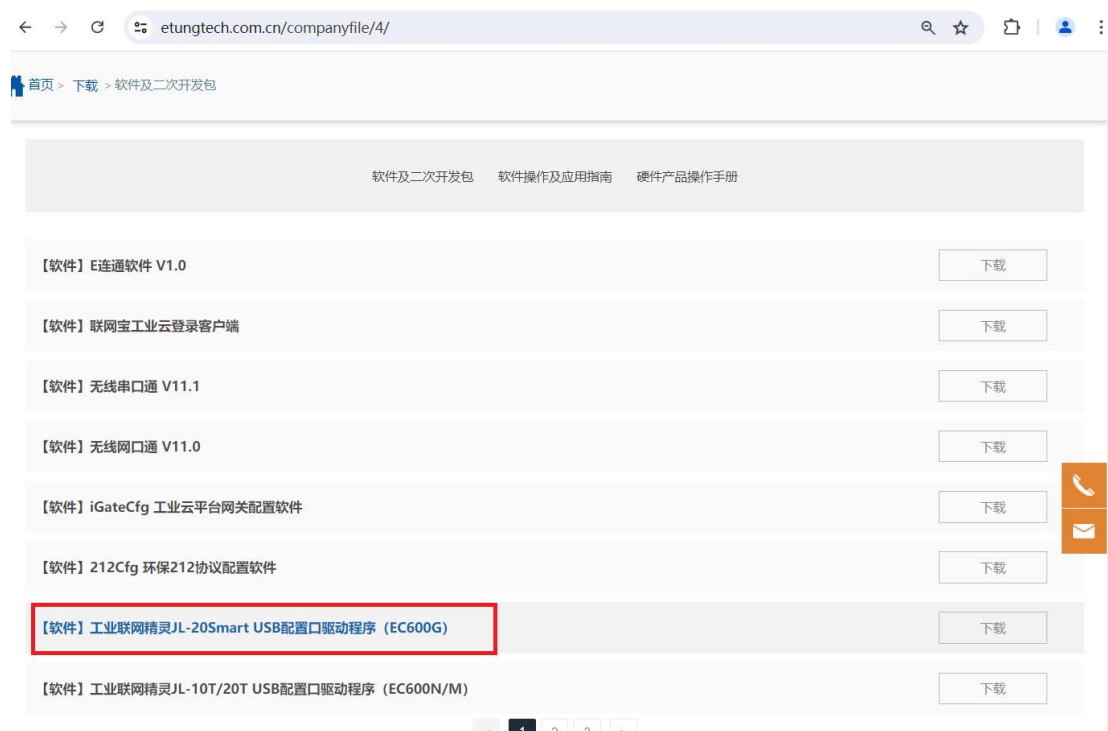 etungtech.com.cn/companyfile/4/
首页 > 下载 > 软件及二次开发包
软件及二次开发包 软件操作及应用指南 硬件产品操作手册
【软件】E连通软件 V1.0 下载
【软件】联网宝工业云登录客户端 下载
【软件】无线串口通 V11.1 下载
【软件】无线网口通 V11.0 下载
【软件】iGateCfg 工业云平台网关配置软件 下载
【软件】212Cfg 环保212协议配置软件 下载
【软件】工业联网精灵JL-20Smart USB配置口驱动程序（EC600G） 下载
【软件】工业联网精灵JL-10T/20T USB配置口驱动程序（EC600N/M） 下载
1 2 3